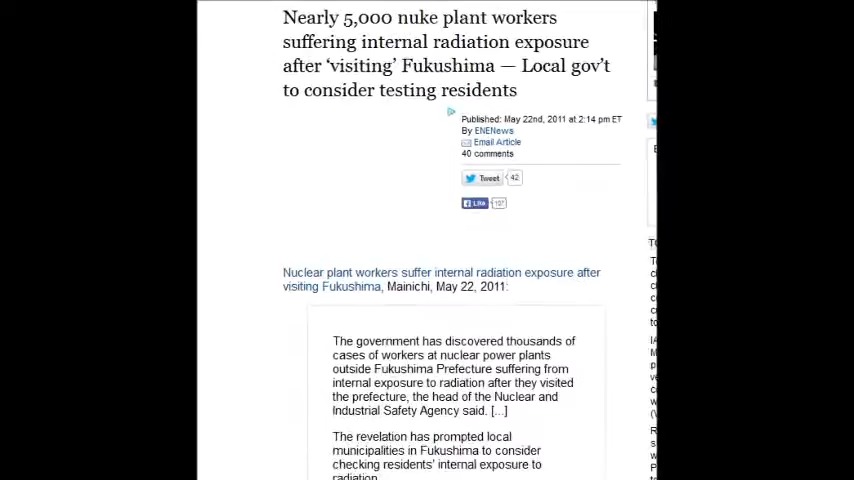 Nearly 5,000 nuke plant workers
suffering internal radiation exposure
after ‘visiting’ Fukushima — Local gov’t
to consider testing residents
Published: May 22nd, 2011 at 2:14 pm ET
By ENENews
Email Article
40 comments
Tweet 42
Like
Nuclear plant workers suffer internal radiation exposure after
visiting Fukushima, Mainichi, May 22, 2011:
The government has discovered thousands of
cases of workers at nuclear power plants
outside Fukushima Prefecture suffering from
internal exposure to radiation after they visited
the prefecture, the head of the Nuclear and
Industrial Safety Agency said. [...]
The revelation has prompted local
municipalities in Fukushima to consider
checking residents’ internal exposure to
radiation